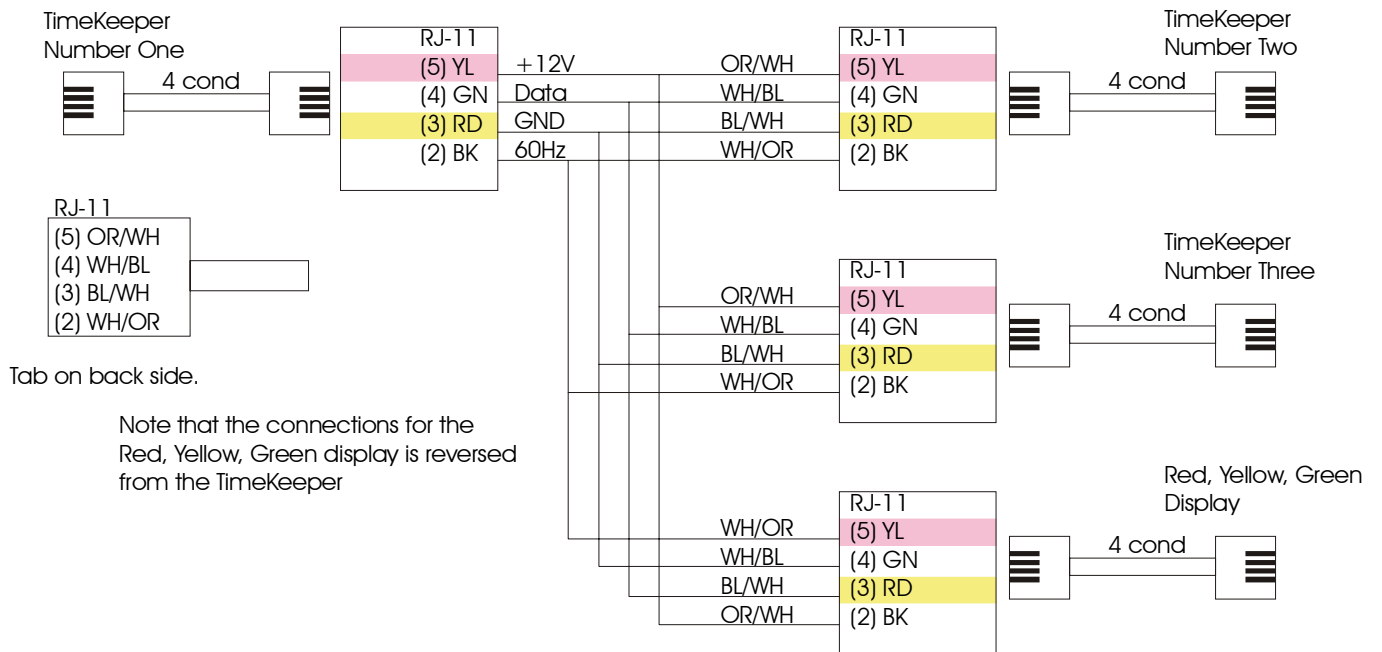 TimeKeeper
Number One
4 cond
RJ-11
(5) YL
(4) GN
(3) RD
(2) BK
+12V
Data
GND
60Hz
OR/WH
WH/BL
BL/WH
WH/OR
RJ-11
(5) YL
(4) GN
(3) RD
(2) BK
TimeKeeper
Number Two
4 cond
RJ-11
(5) OR/WH
(4) WH/BL
(3) BL/WH
(2) WH/OR
Tab on back side.
Note that the connections for the
Red, Yellow, Green display is reversed
from the TimeKeeper
OR/WH
WH/BL
BL/WH
WH/OR
RJ-11
(5) YL
(4) GN
(3) RD
(2) BK
TimeKeeper
Number Three
4 cond
WH/OR
WH/BL
BL/WH
OR/WH
RJ-11
(5) YL
(4) GN
(3) RD
(2) BK
Red, Yellow, Green
Display
4 cond